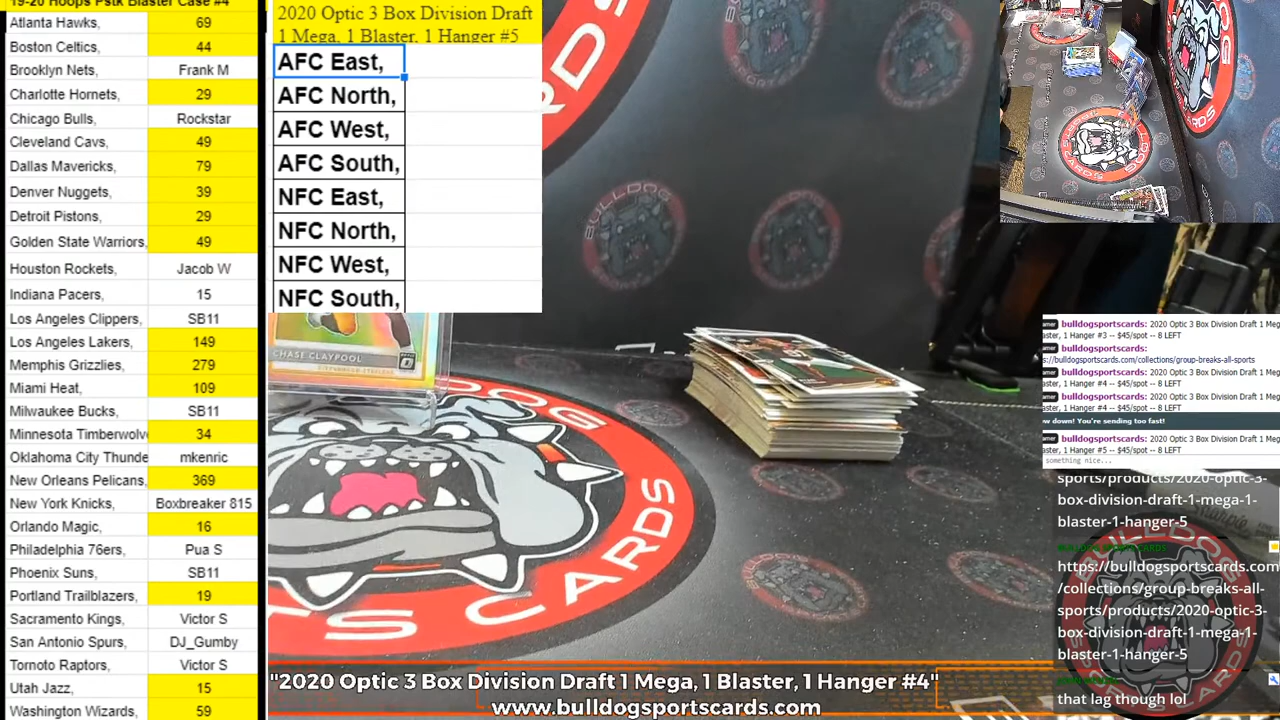 19-20 Hoops Pstk Blaster Case #4
Atlanta Hawks, 69
Boston Celtics, 44
Brooklyn Nets, Frank M
Charlotte Hornets, 29
Chicago Bulls, Rockstar
Cleveland Cavs, 49
Dallas Mavericks, 79
Denver Nuggets, 39
Detroit Pistons, 29
Golden State Warriors, 49
Houston Rockets, Jacob W
Indiana Pacers, 15
Los Angeles Clippers, SB11
Los Angeles Lakers, 149
Memphis Grizzlies, 279
Miami Heat, 109
Milwaukee Bucks, SB11
Minnesota Timberwolv 34
Oklahoma City Thunde mkenric
New Orleans Pelicans, 369
New York Knicks, Boxbreaker 815
Orlando Magic, 16
Philadelphia 76ers, Pua S
Phoenix Suns, SB11
Portland Trailblazers, 19
Sacramento Kings, Victor S
San Antonio Spurs, DJ_Gumby
Tornoto Raptors, Victor S
Utah Jazz, 15
Washington Wizards, 59
2020 Optic 3 Box Division Draft
1 Mega, 1 Blaster, 1 Hanger #5
AFC East,
AFC North,
AFC West,
AFC South,
NFC East,
NFC North,
NFC West,
NFC South,
CHASE CLAYPOOL
BULLDOG
TS CARDS
BULLDOG
CARDS
bulldogsportscards: 2020 Optic 3 Box Division Draft 1 Meg
aster, 1 Hanger #3 -- $45/spot -- 8 LEFT
bulldogsportscards:
s://bulldogsportscards.com/collections/group-breaks-all-sports
bulldogsportscards: 2020 Optic 3 Box Division Draft 1 Meg
aster, 1 Hanger #4 -- $45/spot -- 8 LEFT
bulldogsportscards: 2020 Optic 3 Box Division Draft 1 Meg
aster, 1 Hanger #4 -- $45/spot -- 8 LEFT
w down! You're sending too fast!
bulldogsportscards: 2020 Optic 3 Box Division Draft 1 Meg
aster, 1 Hanger #5 -- $45/spot -- 8 LEFT
something nice...
sports/products/2020-optic-3-
box-division-draft-1-mega-1-
blaster-1-hanger-5
https://bulldogsportscards.com
/collections/group-breaks-all-
sports/products/2020-optic-3-
box-division-draft-1-mega-1-
blaster-1-hanger-5
that lag though lol
"2020 Optic 3 Box Division Draft 1 Mega, 1 Blaster, 1 Hanger #4"
www.bulldogsportscards.com